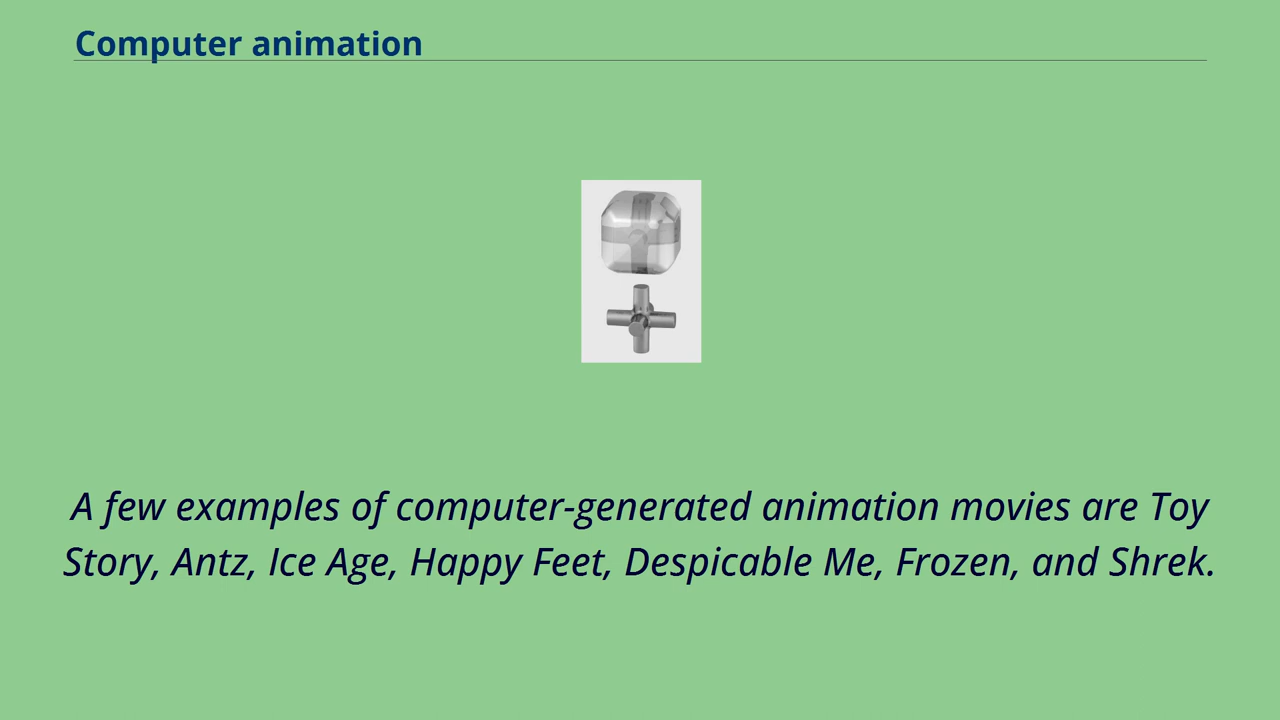 Computer animation
A few examples of computer-generated animation movies are Toy
Story, Antz, Ice Age, Happy Feet, Despicable Me, Frozen, and Shrek.